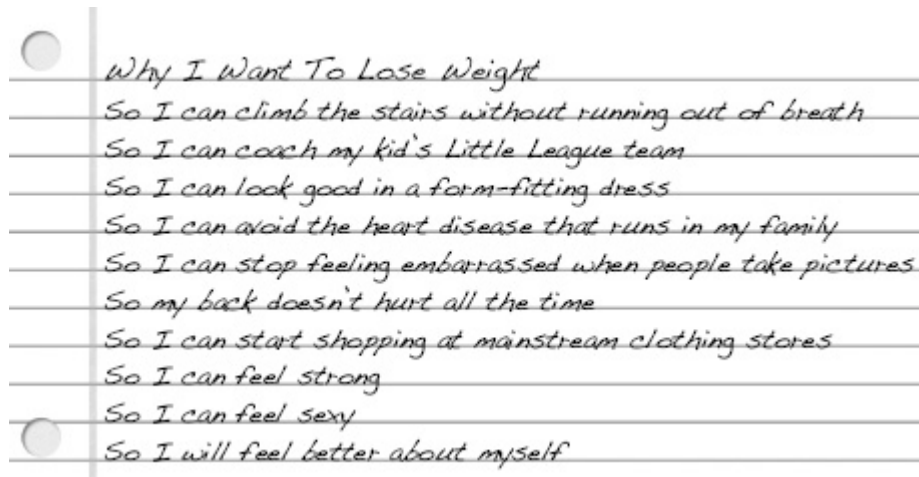 Why I Want To Lose Weight
So I can climb the stairs without running out of breath
So I can coach my kid's Little League team
So I can look good in a form-fitting dress
So I can avoid the heart disease that runs in my family
So I can stop feeling embarrassed when people take pictures
So my back doesn't hurt all the time
So I can start shopping at mainstream clothing stores
So I can feel strong
So I can feel sexy
So I will feel better about myself